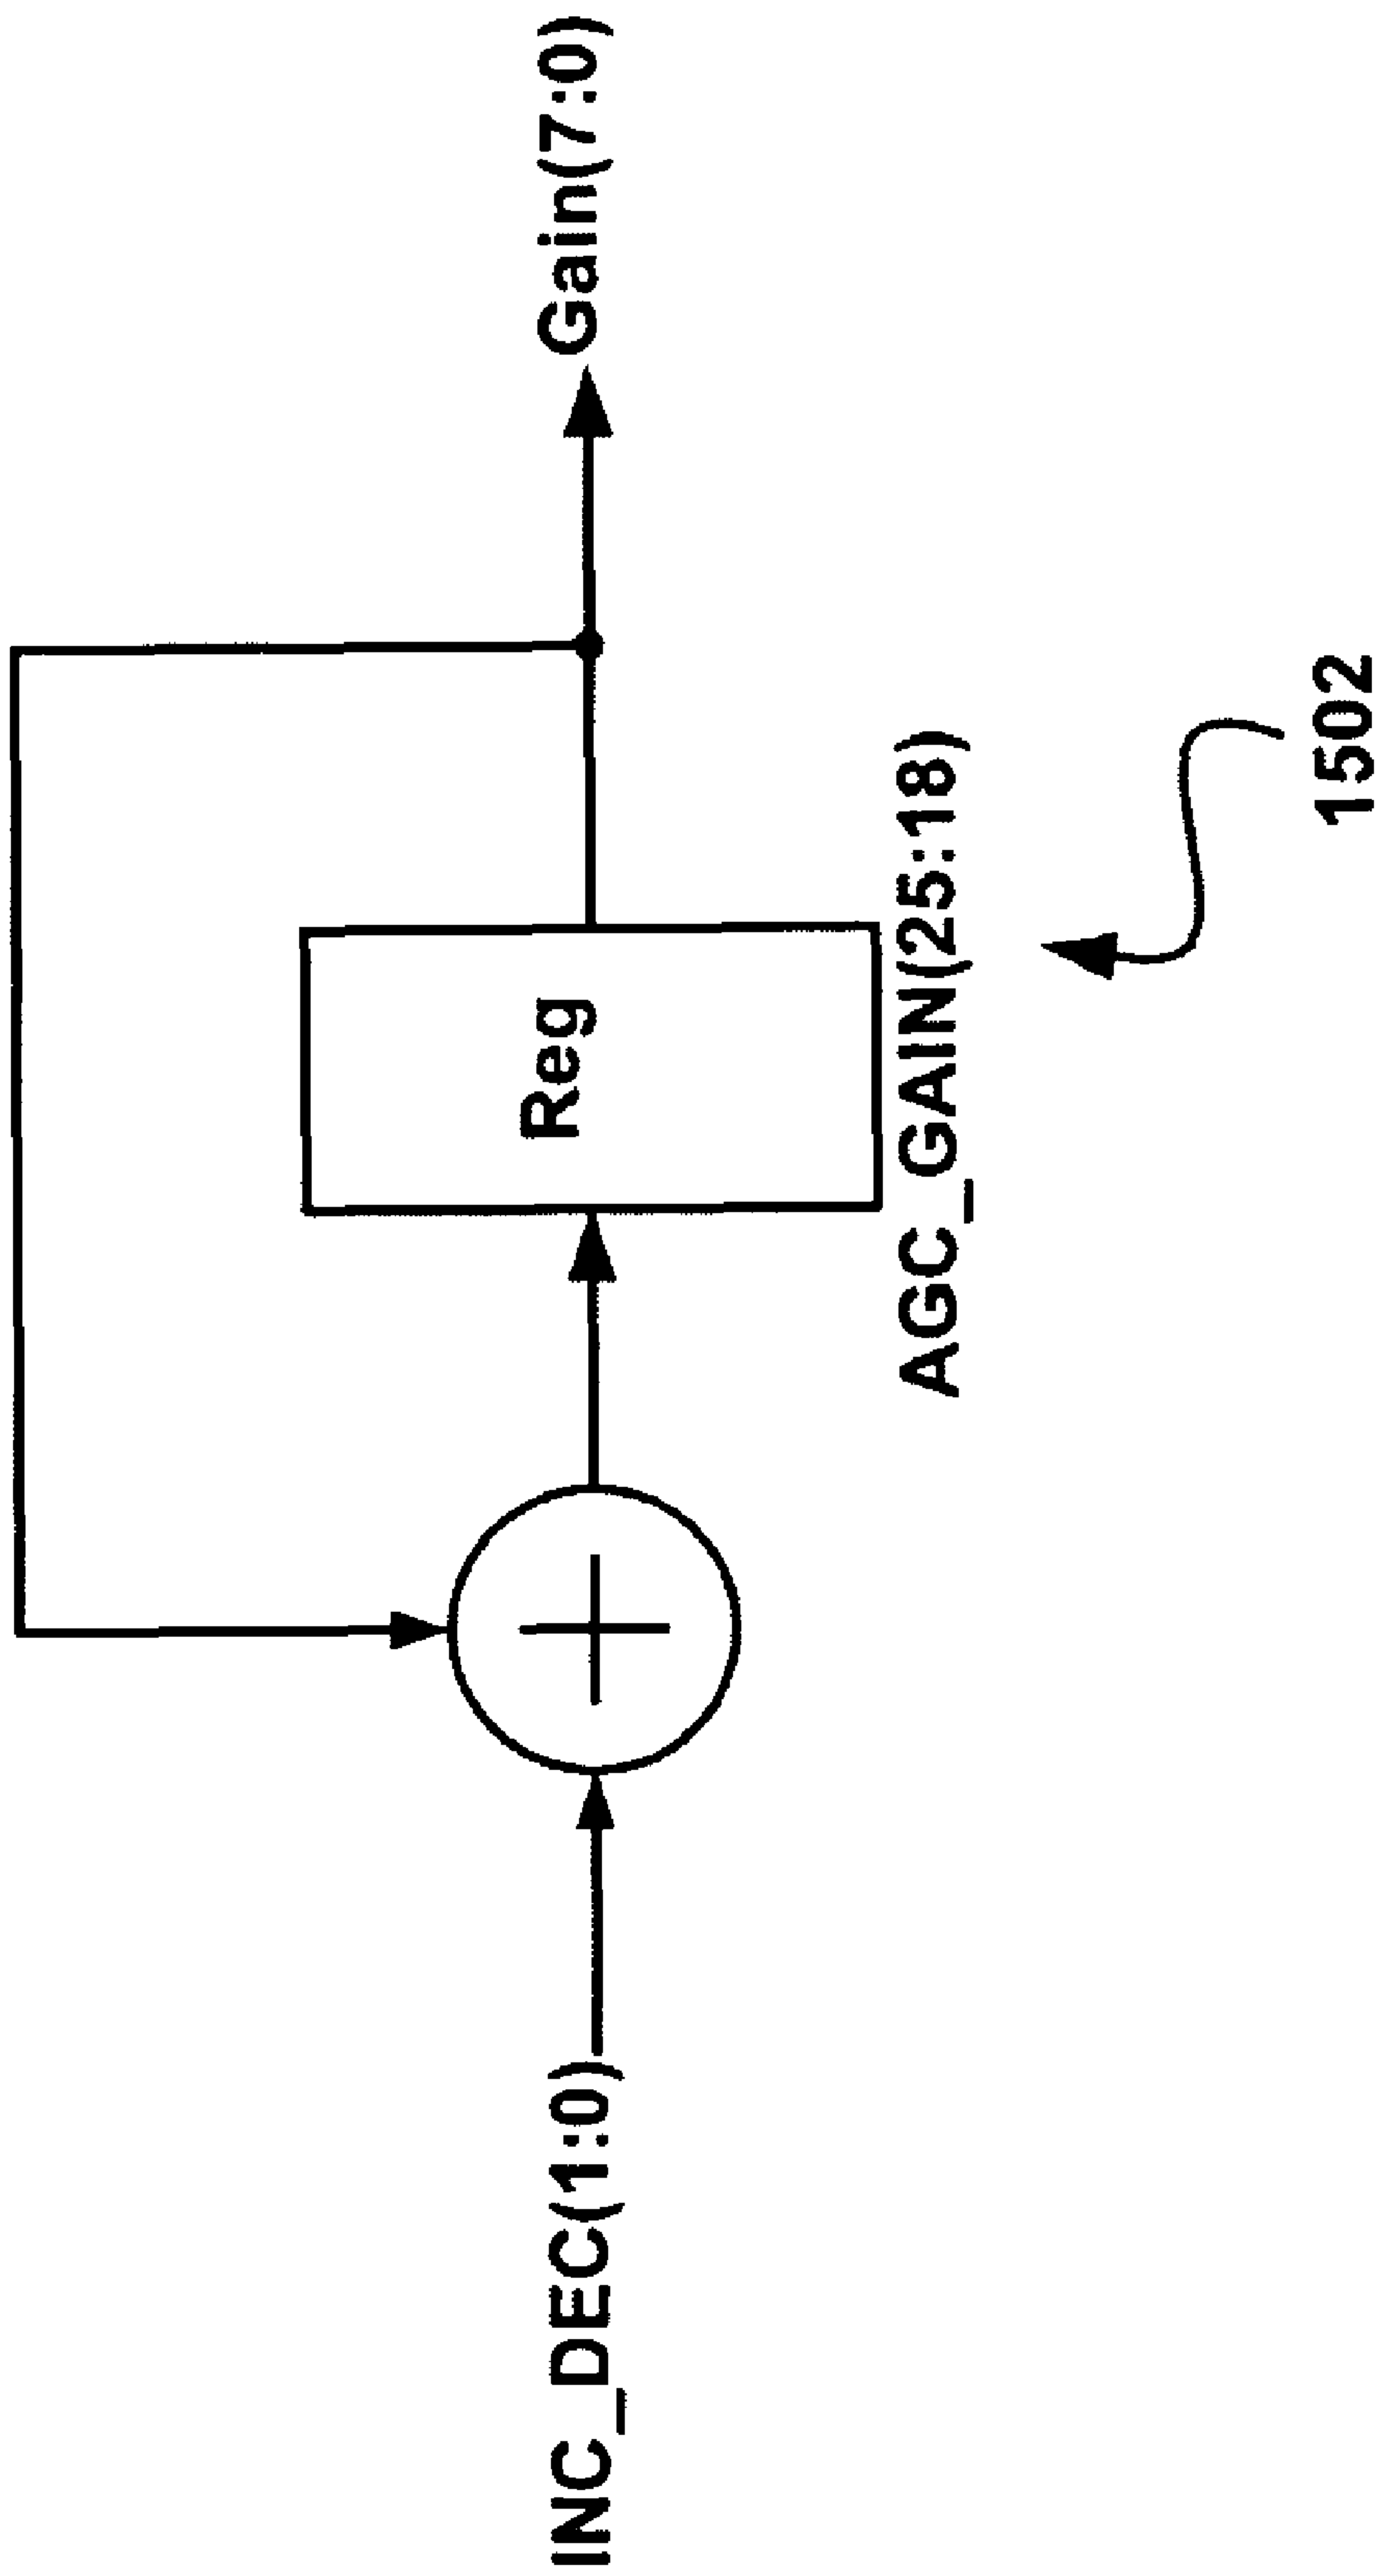 INC_DEC(1:0)
Reg
AGC_GAIN(25:18)
Gain(7:0)
1502